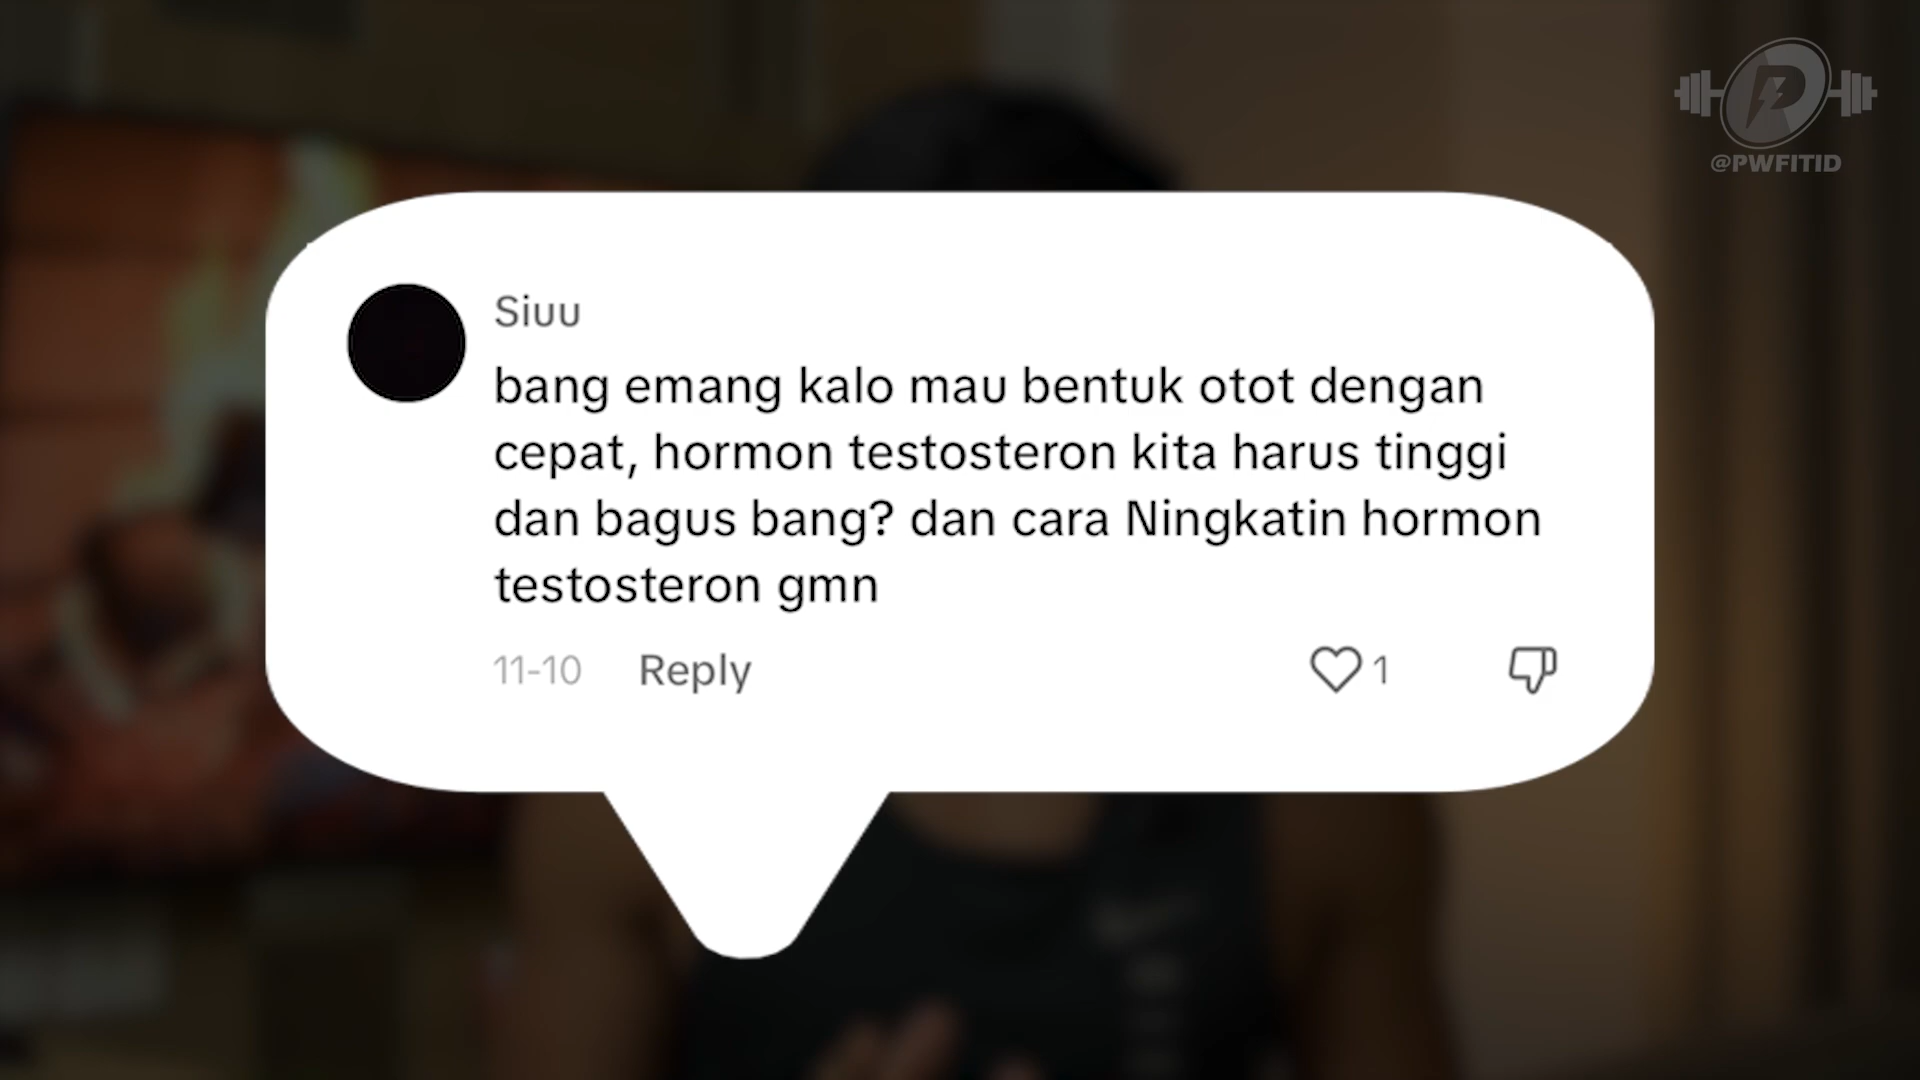 @PWFITID
Siuu
bang emang kalo mau bentuk otot dengan
cepat, hormon testosteron kita harus tinggi
dan bagus bang? dan cara Ningkatin hormon
testosteron gmn
11-10 Reply 1